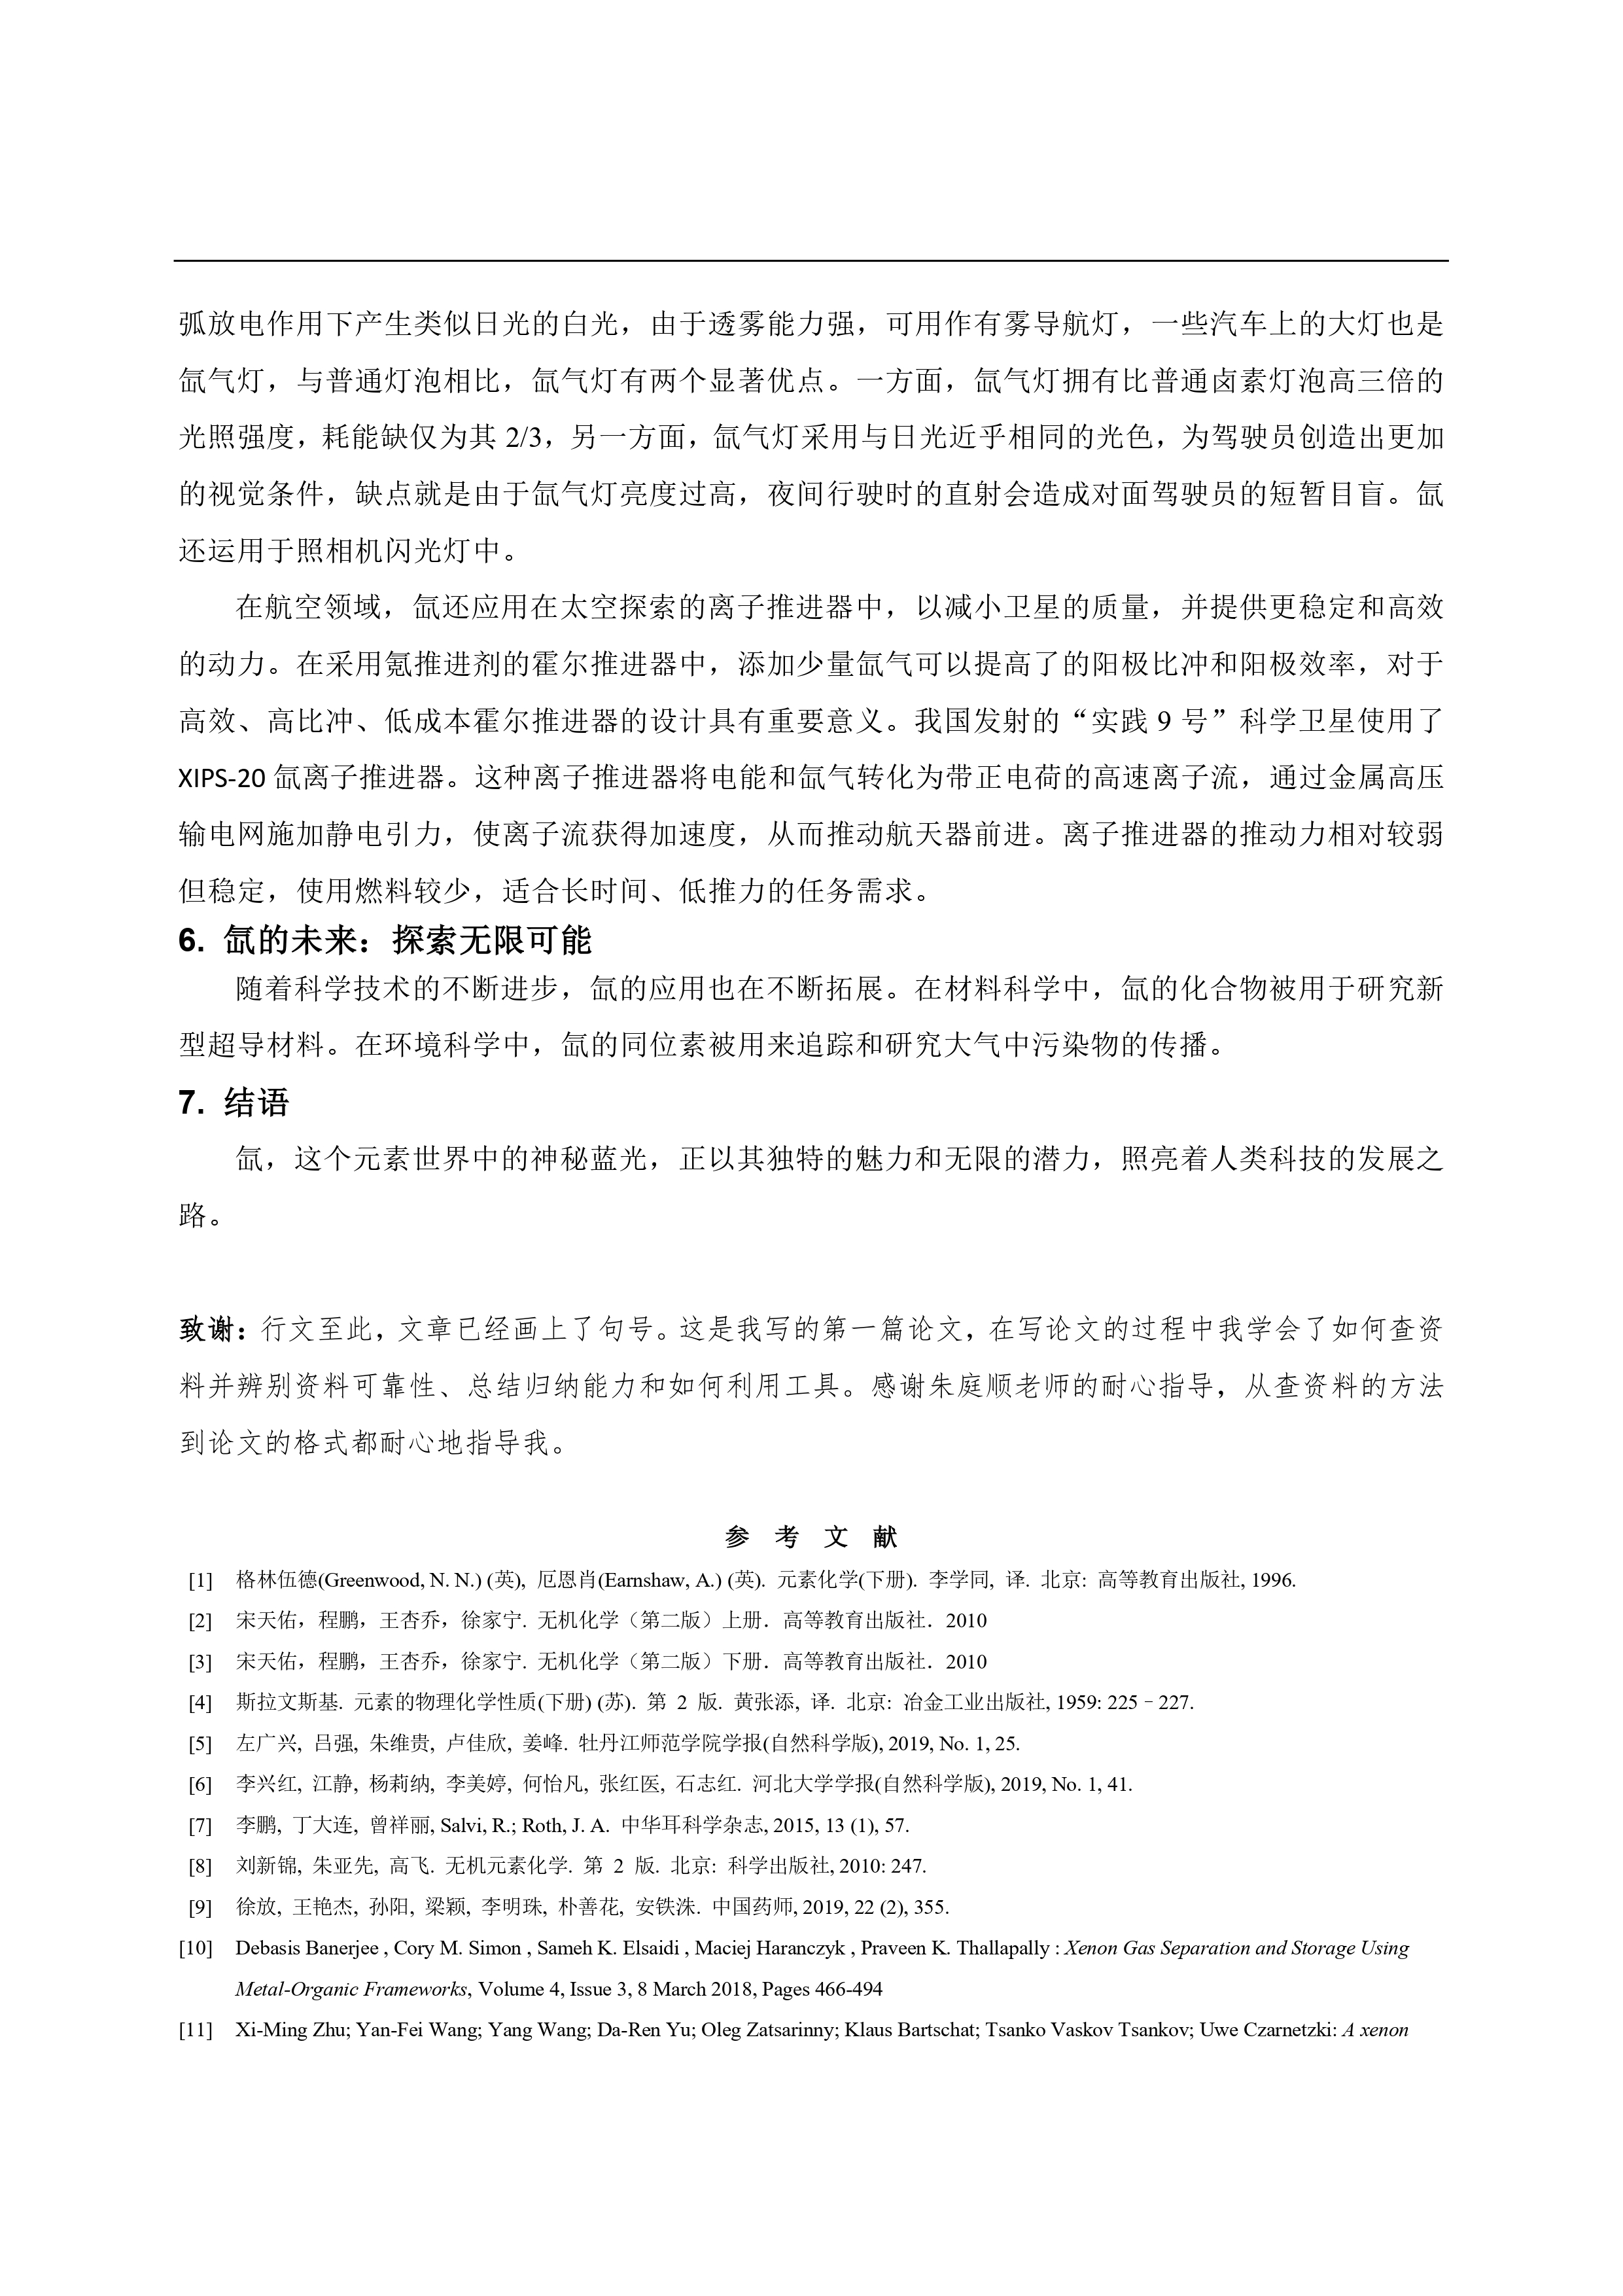 弧放电作用下产生类似日光的白光，由于透雾能力强，可用作有雾导航灯，一些汽车上的大灯也是
氙气灯，与普通灯泡相比，氙气灯有两个显著优点。一方面，氙气灯拥有比普通卤素灯泡高三倍的
光照强度，耗能缺仅为其 2/3，另一方面，氙气灯采用与日光近乎相同的光色，为驾驶员创造出更加
的视觉条件，缺点就是由于氙气灯亮度过高，夜间行驶时的直射会造成对面驾驶员的短暂目盲。氙
还运用于照相机闪光灯中。
在航空领域，氙还应用在太空探索的离子推进器中，以减小卫星的质量，并提供更稳定和高效
的动力。在采用氪推进剂的霍尔推进器中，添加少量氙气可以提高了的阳极比冲和阳极效率，对于
高效、高比冲、低成本霍尔推进器的设计具有重要意义。我国发射的“实践 9 号”科学卫星使用了
XIPS-20 氙离子推进器。这种离子推进器将电能和氙气转化为带正电荷的高速离子流，通过金属高压
输电网施加静电引力，使离子流获得加速度，从而推动航天器前进。离子推进器的推动力相对较弱
但稳定，使用燃料较少，适合长时间、低推力的任务需求。
6. 氙的未来：探索无限可能
随着科学技术的不断进步，氙的应用也在不断拓展。在材料科学中，氙的化合物被用于研究新
型超导材料。在环境科学中，氙的同位素被用来追踪和研究大气中污染物的传播。
7. 结语
氙，这个元素世界中的神秘蓝光，正以其独特的魅力和无限的潜力，照亮着人类科技的发展之
路。
致谢：行文至此，文章已经画上了句号。这是我写的第一篇论文，在写论文的过程中我学会了如何查资
料并辨别资料可靠性、总结归纳能力和如何利用工具。感谢朱庭顺老师的耐心指导，从查资料的方法
到论文的格式都耐心地指导我。
参 考 文 献
[1] 格林伍德(Greenwood, N. N.) (英), 厄恩肖(Earnshaw, A.) (英). 元素化学(下册). 李学同, 译. 北京: 高等教育出版社, 1996.
[2] 宋天佑，程鹏，王杏乔，徐家宁. 无机化学（第二版）上册．高等教育出版社．2010
[3] 宋天佑，程鹏，王杏乔，徐家宁. 无机化学（第二版）下册．高等教育出版社．2010
[4] 斯拉文斯基. 元素的物理化学性质(下册) (苏). 第 2 版. 黄张添, 译. 北京: 冶金工业出版社, 1959: 225－227.
[5] 左广兴, 吕强, 朱维贵, 卢佳欣, 姜峰. 牡丹江师范学院学报(自然科学版), 2019, No. 1, 25.
[6] 李兴红, 江静, 杨莉纳, 李美婷, 何怡凡, 张红医, 石志红. 河北大学学报(自然科学版), 2019, No. 1, 41.
[7] 李鹏, 丁大连, 曾祥丽, Salvi, R.; Roth, J. A. 中华耳科学杂志, 2015, 13 (1), 57.
[8] 刘新锦, 朱亚先, 高飞. 无机元素化学. 第 2 版. 北京: 科学出版社, 2010: 247.
[9] 徐放, 王艳杰, 孙阳, 梁颖, 李明珠, 朴善花, 安铁洙. 中国药师, 2019, 22 (2), 355.
[10] Debasis Banerjee , Cory M. Simon , Sameh K. Elsaidi , Maciej Haranczyk , Praveen K. Thallapally : Xenon Gas Separation and Storage Using
Metal-Organic Frameworks, Volume 4, Issue 3, 8 March 2018, Pages 466-494
[11] Xi-Ming Zhu; Yan-Fei Wang; Yang Wang; Da-Ren Yu; Oleg Zatsarinny; Klaus Bartschat; Tsanko Vaskov Tsankov; Uwe Czarnetzki: A xenon